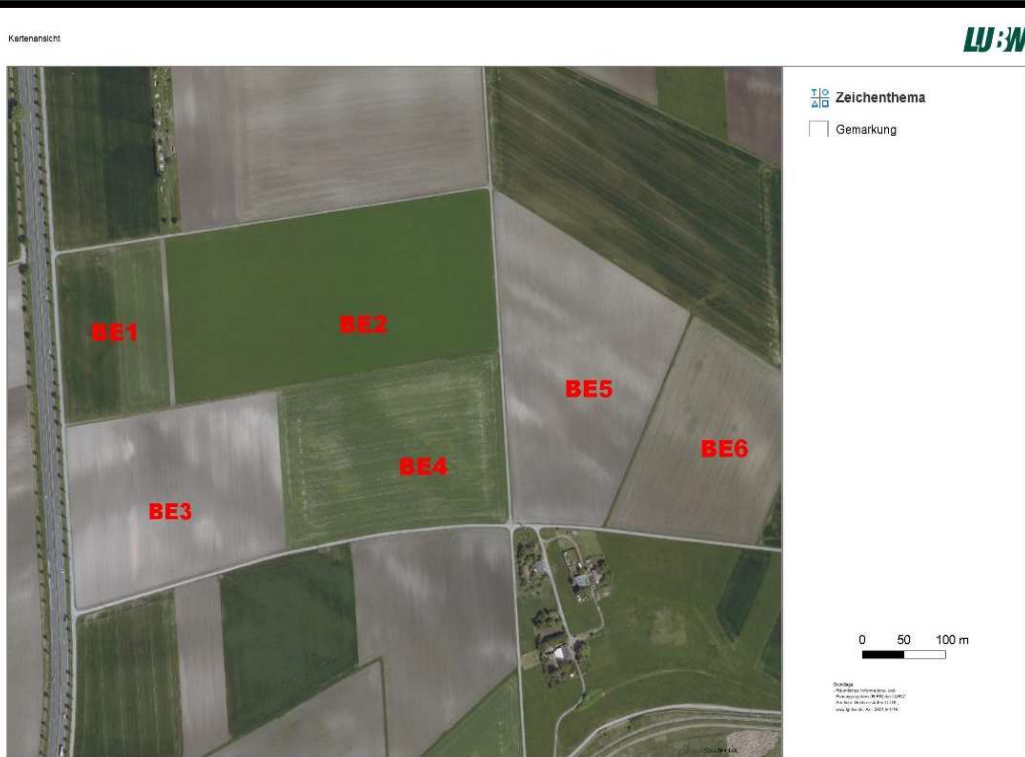 Kartenansicht
LUBW
Zeichenthema
Gemarkung
BE1
BE2
BE3
BE4
BE5
BE6
0 50 100 m